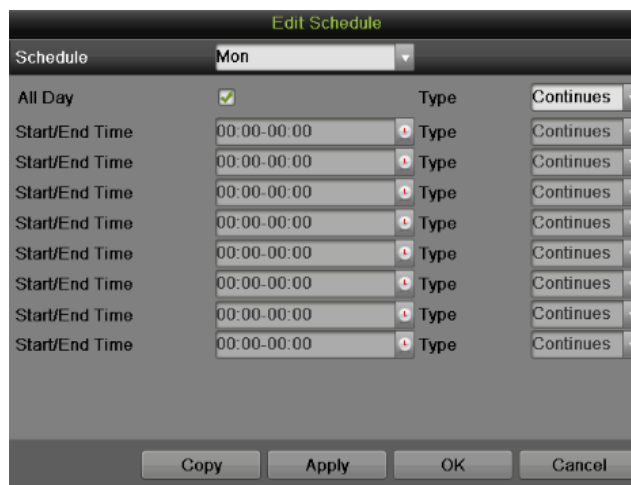 Edit Schedule
Schedule Mon
All Day Type Continues
Start/End Time 00:00-00:00 Type Continues
Start/End Time 00:00-00:00 Type Continues
Start/End Time 00:00-00:00 Type Continues
Start/End Time 00:00-00:00 Type Continues
Start/End Time 00:00-00:00 Type Continues
Start/End Time 00:00-00:00 Type Continues
Start/End Time 00:00-00:00 Type Continues
Start/End Time 00:00-00:00 Type Continues
Copy Apply OK Cancel